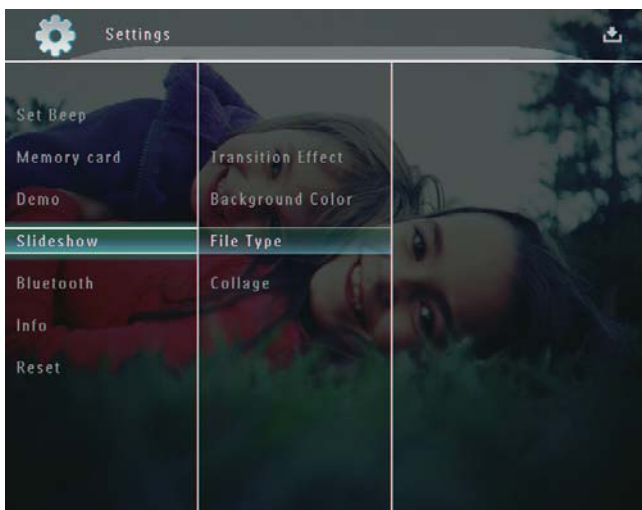 Settings
Set Beep
Memory card
Demo
Slideshow
Bluetooth
Info
Reset
Transition Effect
Background Color
File Type
Collage